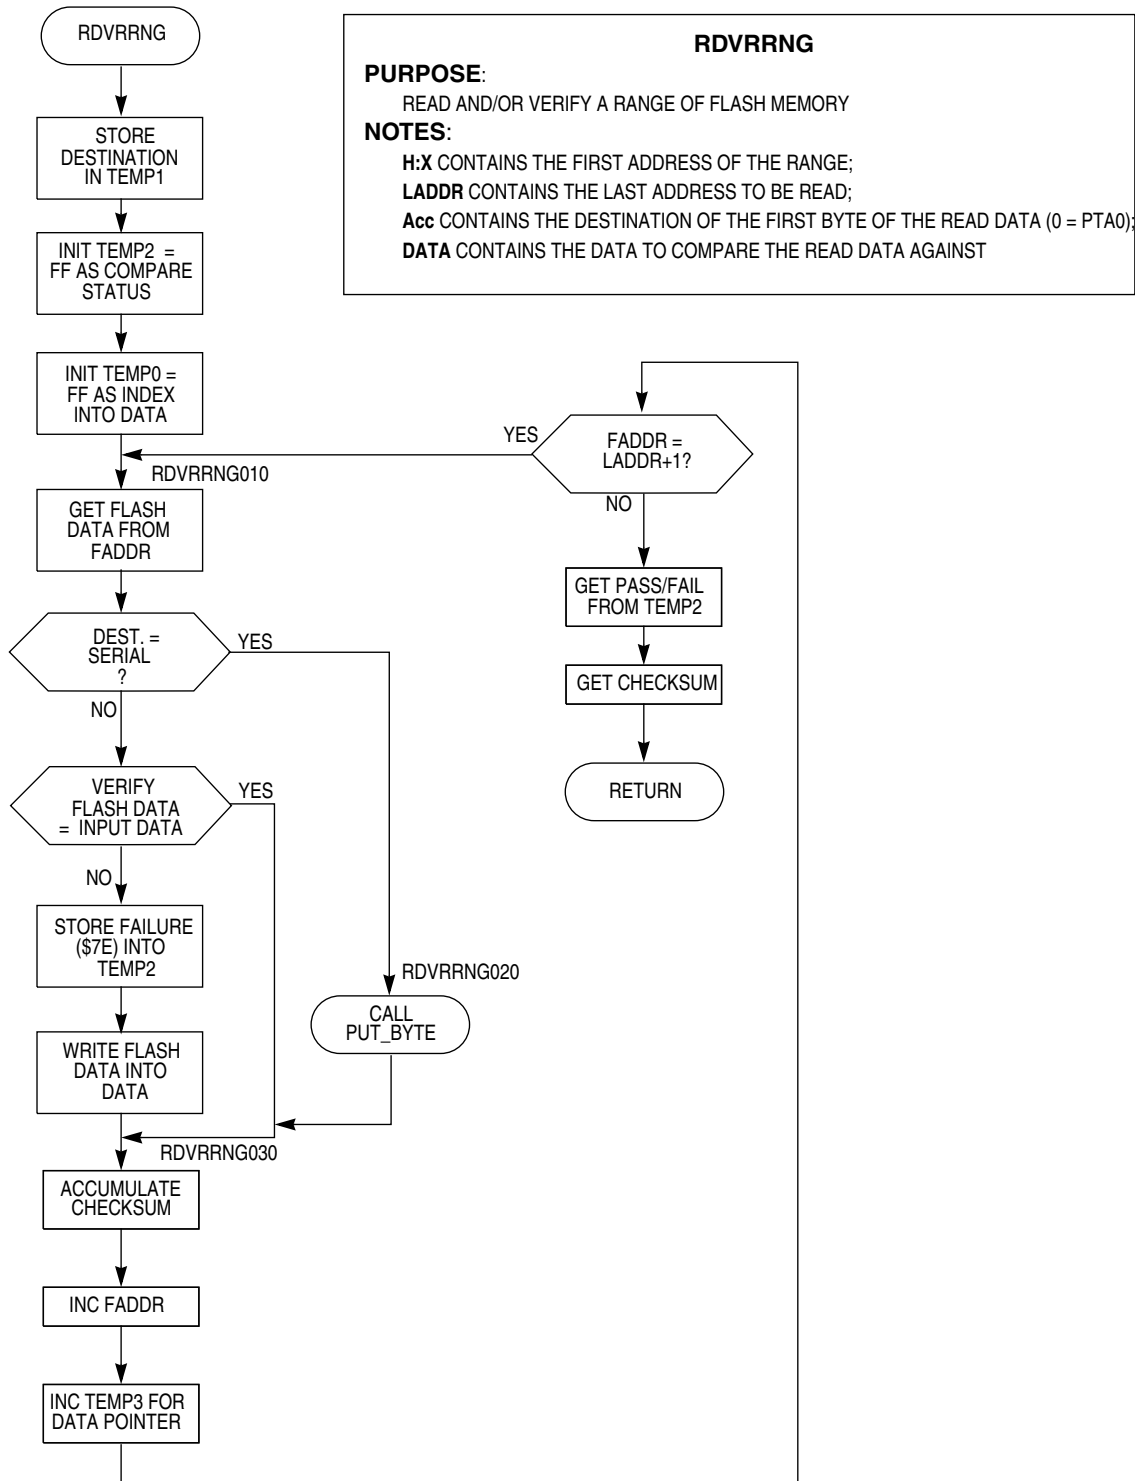 RDVRRNG
RDVRRNG
PURPOSE:
READ AND/OR VERIFY A RANGE OF FLASH MEMORY
NOTES:
H:X CONTAINS THE FIRST ADDRESS OF THE RANGE;
LADDR CONTAINS THE LAST ADDRESS TO BE READ;
Acc CONTAINS THE DESTINATION OF THE FIRST BYTE OF THE READ DATA (0 = PTA0);
DATA CONTAINS THE DATA TO COMPARE THE READ DATA AGAINST
STORE
DESTINATION
IN TEMP1
INIT TEMP2 =
FF AS COMPARE
STATUS
INIT TEMP0 =
FF AS INDEX
INTO DATA
RDVRRNG010
GET FLASH
DATA FROM
FADDR
DEST. =
SERIAL
?
YES
NO
VERIFY
FLASH DATA
= INPUT DATA
YES
NO
STORE FAILURE
($7E) INTO
TEMP2
WRITE FLASH
DATA INTO
DATA
RDVRRNG020
CALL
PUT_BYTE
RDVRRNG030
ACCUMULATE
CHECKSUM
INC FADDR
INC TEMP3 FOR
DATA POINTER
FADDR =
LADDR+1?
YES
NO
GET PASS/FAIL
FROM TEMP2
GET CHECKSUM
RETURN